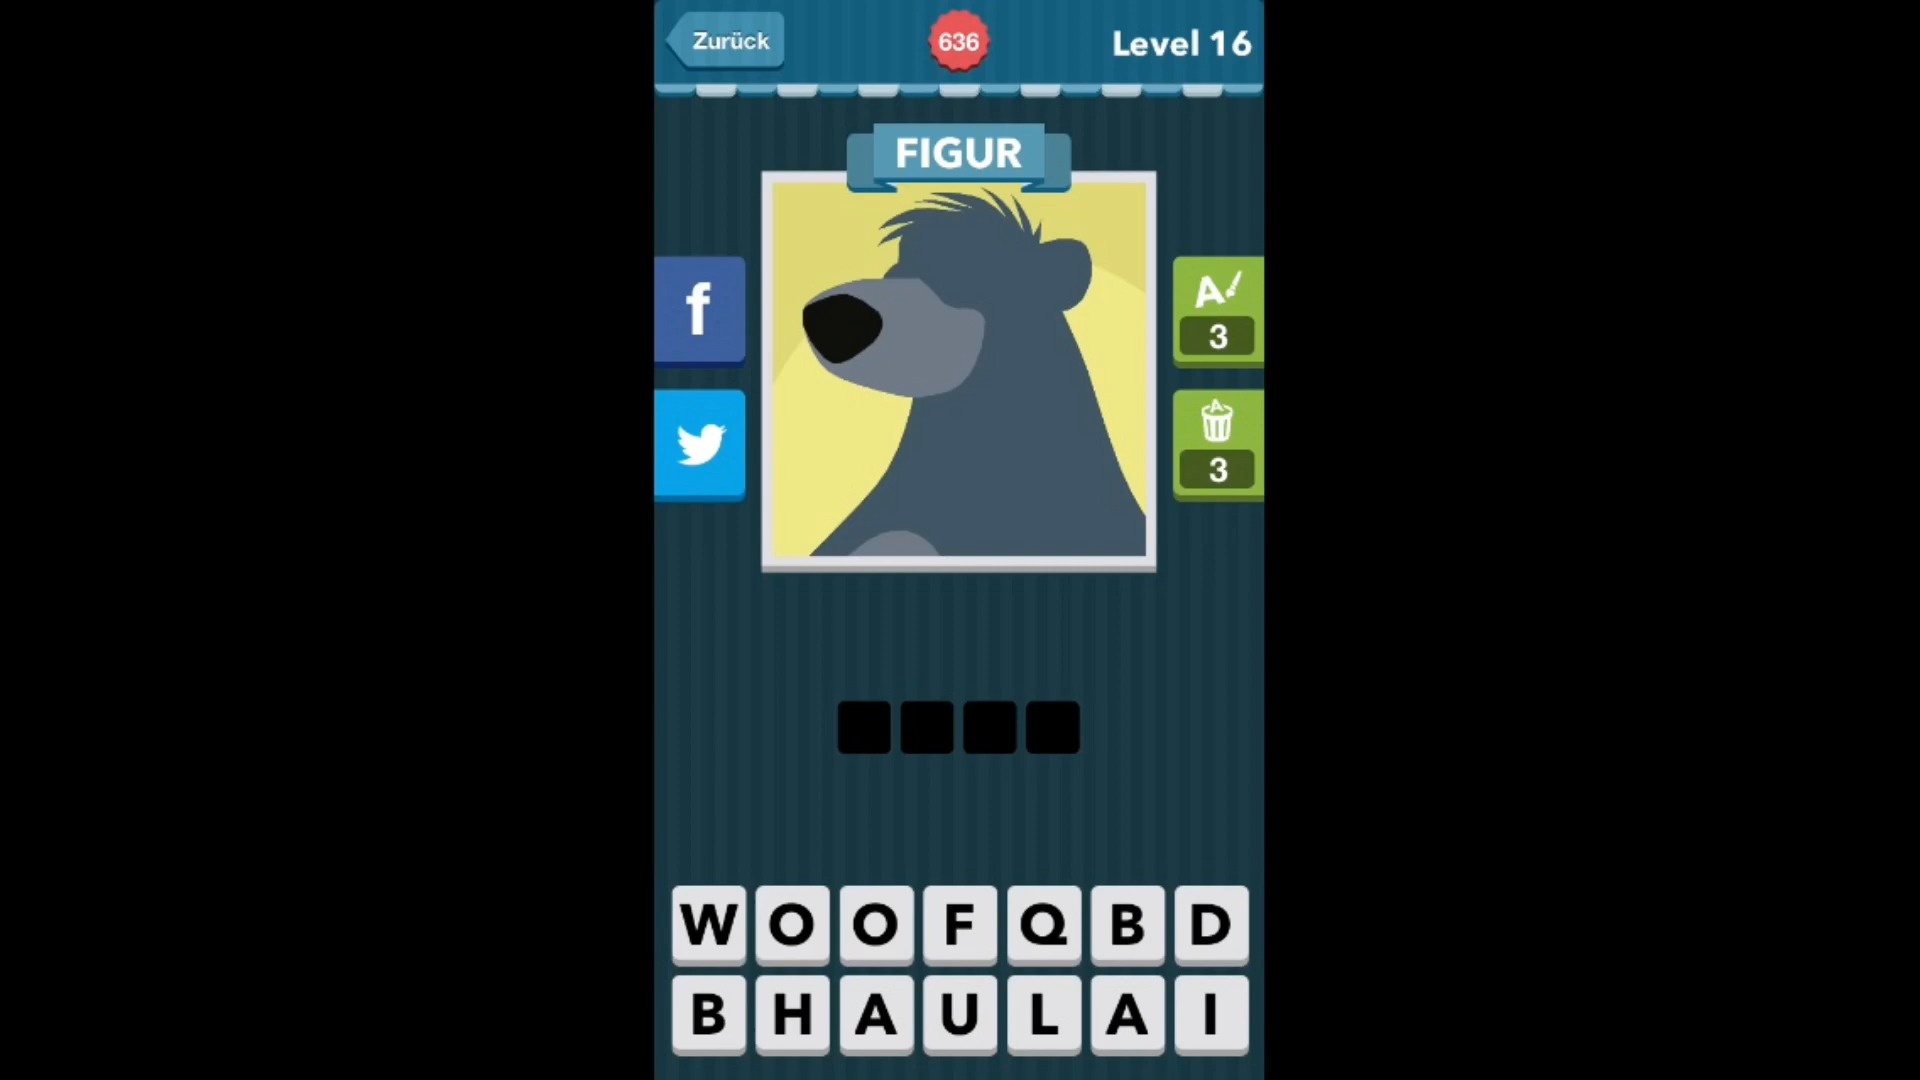 Zurück
636
Level 16
FIGUR
f
A
3
A
3
W O O F Q B D
B H A U L A I